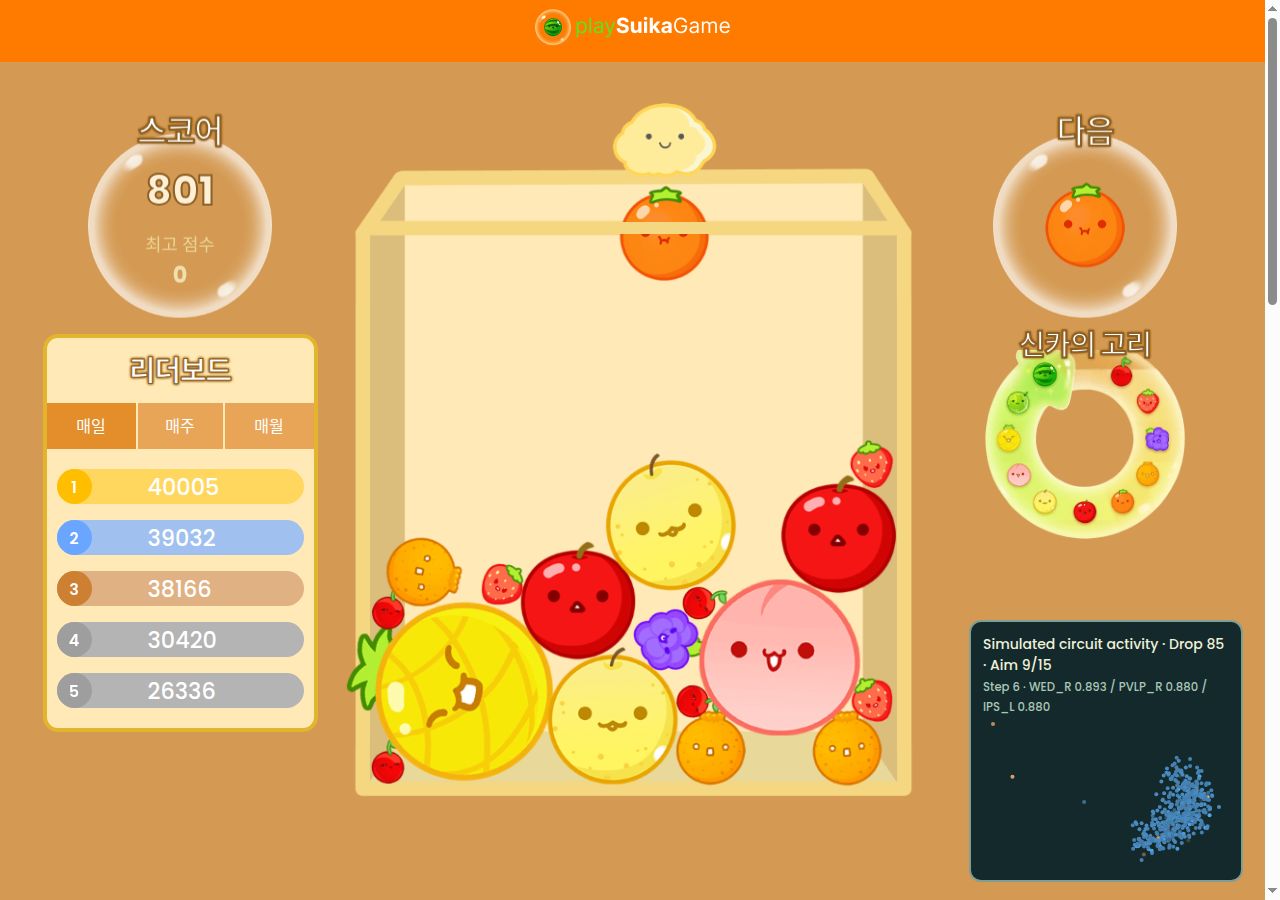 playSuikaGame
스코어
801
최고 점수
0
다음
리더보드
매일
매주
매월
1 40005
2 39032
3 38166
4 30420
5 26336
신카의 고리
Simulated circuit activity · Drop 85
· Aim 9/15
Step 6 · WED_R 0.893 / PVLP_R 0.880 /
IPS_L 0.880